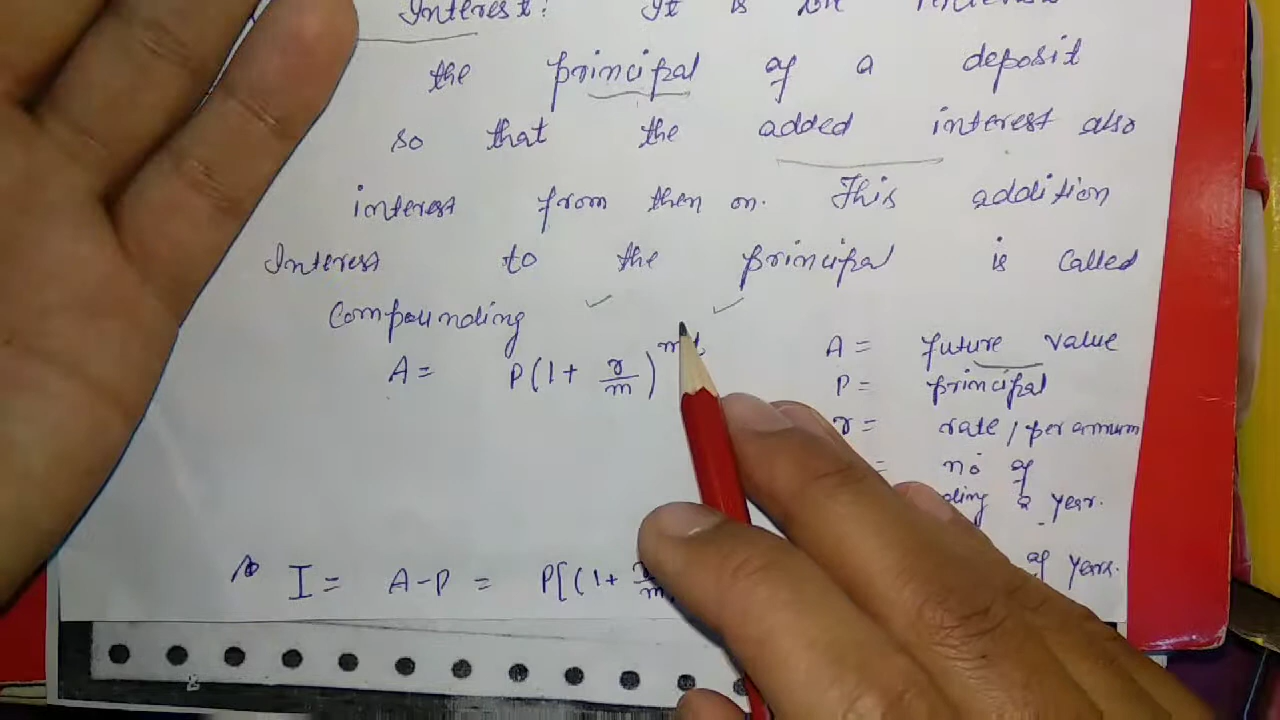 Interest: It is
the principal of a deposit
so that the added interest also
interest from then on. This addition
Interest to the principal is called
Compounding
A = P(1 + r/m)^mt A = future value
P = principal
r = rate / per annum
= no of
ding a year.
of years.
I = A-P = P[(1 +